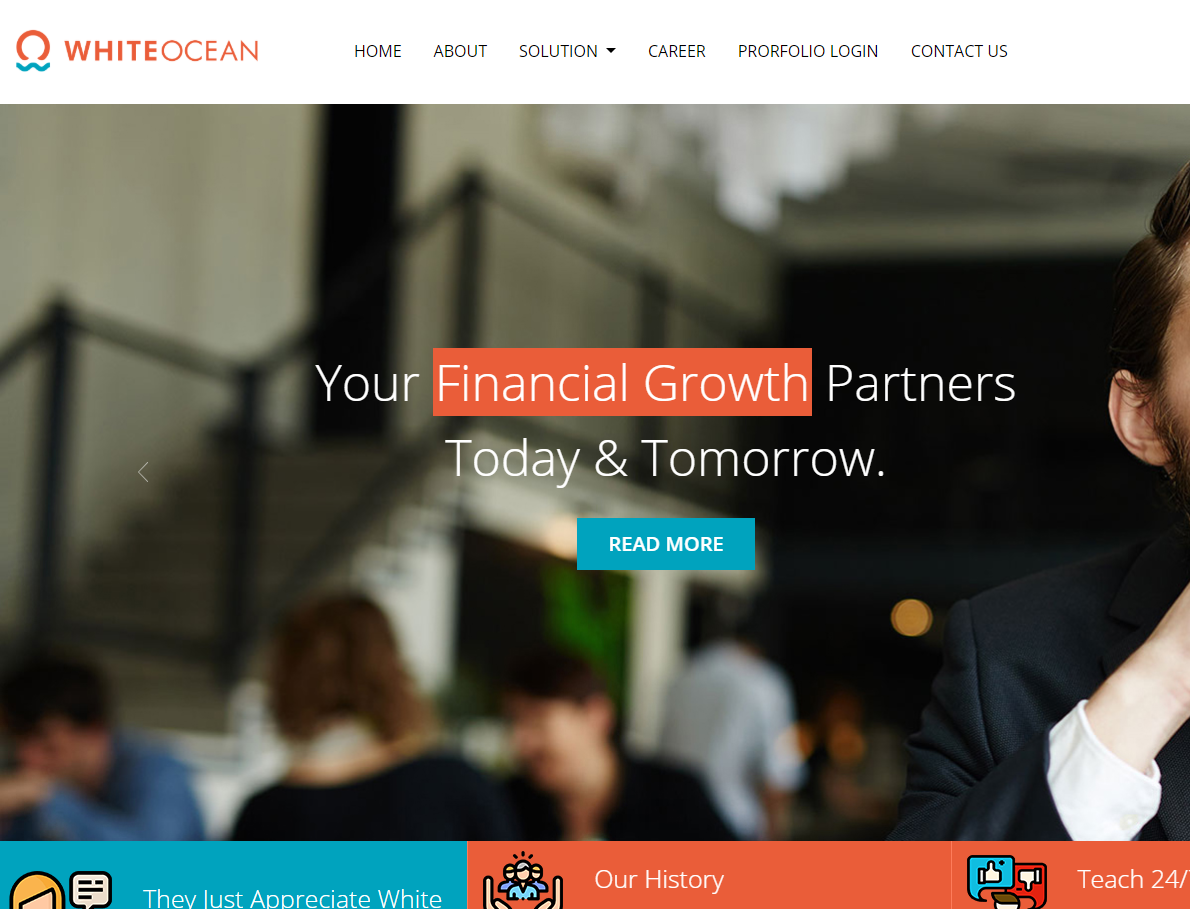 WHITEOCEAN
HOME ABOUT SOLUTION CAREER PRORFOLIO LOGIN CONTACT US
Your Financial Growth Partners
Today & Tomorrow.
READ MORE
They Just Appreciate White
Our History
Teach 24/